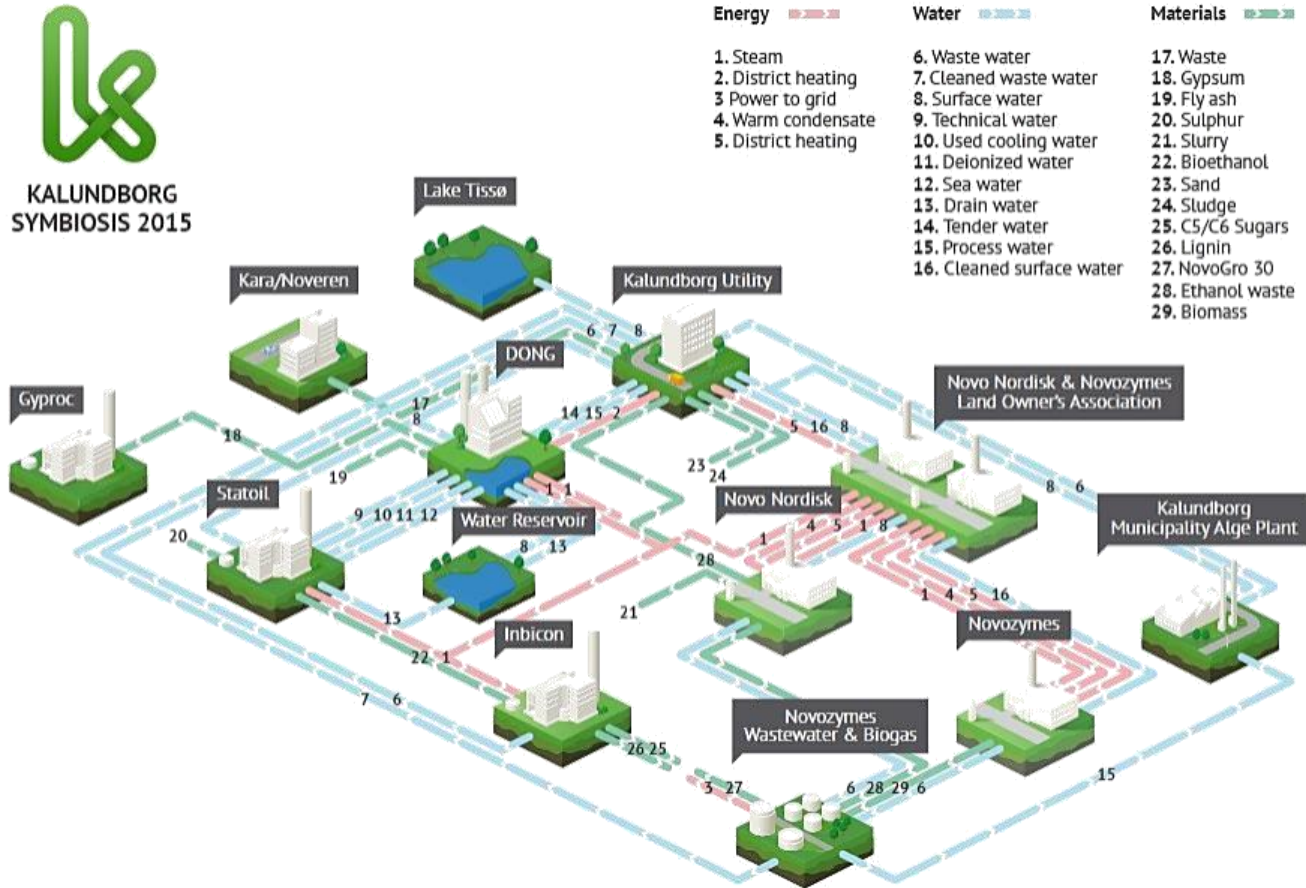 Energy
1. Steam
2. District heating
3 Power to grid
4. Warm condensate
5. District heating
Water
6. Waste water
7. Cleaned waste water
8. Surface water
9. Technical water
10. Used cooling water
11. Deionized water
12. Sea water
13. Drain water
14. Tender water
15. Process water
16. Cleaned surface water
Materials
17. Waste
18. Gypsum
19. Fly ash
20. Sulphur
21. Slurry
22. Bioethanol
23. Sand
24. Sludge
25. C5/C6 Sugars
26. Lignin
27. NovoGro 30
28. Ethanol waste
29. Biomass
KALUNDBORG
SYMBIOSIS 2015
Lake Tissø
Kara/Noveren
Kalundborg Utility
6 7 8
DONG
Gyproc
17
8
14 15 2
Novo Nordisk & Novozymes
Land Owner's Association
5 16 8
18
19
23
24
8 6
Statoil
1 1
Novo Nordisk
Kalundborg
Municipality Alge Plant
9 10 11 12
Water Reservoir
1 4 5 1 8
20
8 13
28
21
1 4 5 16
13
Inbicon
Novozymes
22 1
7 6
Novozymes
Wastewater & Biogas
26 25
3 27
6 28 29 6
15